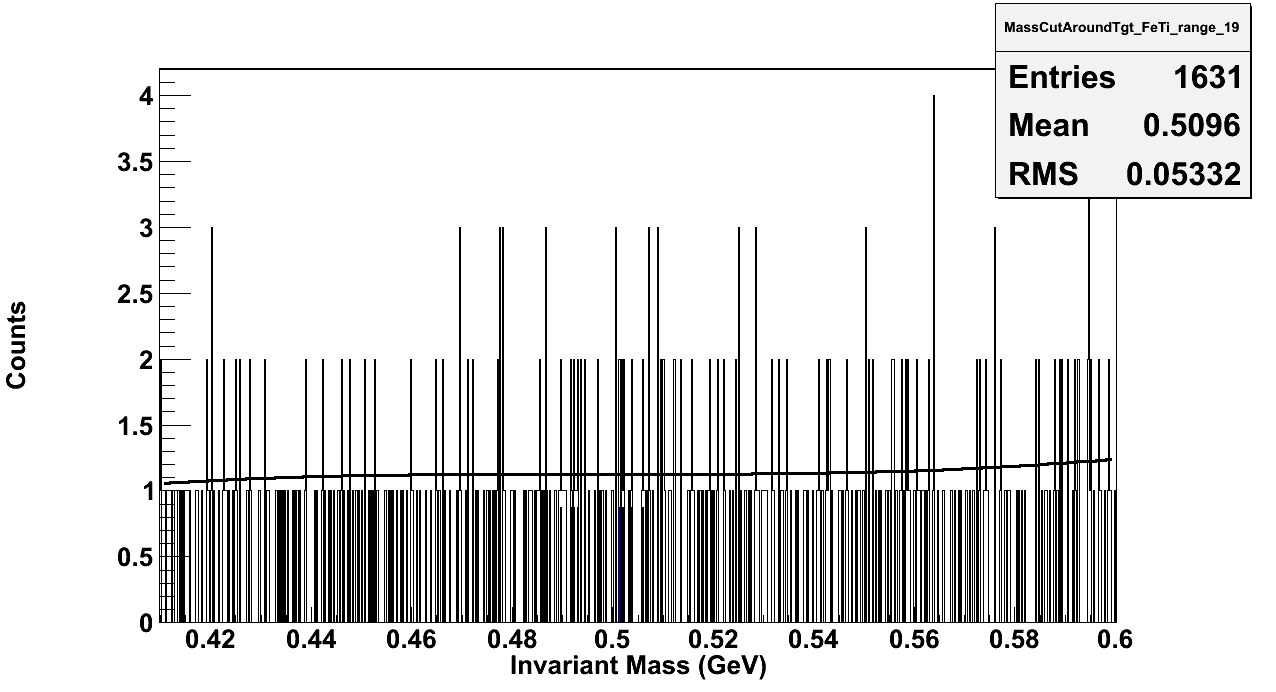 MassCutAroundTgt_FeTi_range_19
Entries 1631
Mean 0.5096
RMS 0.05332
Counts
4
3.5
3
2.5
2
1.5
1
0.5
0
0.42 0.44 0.46 0.48 0.5 0.52 0.54 0.56 0.58 0.6
Invariant Mass (GeV)